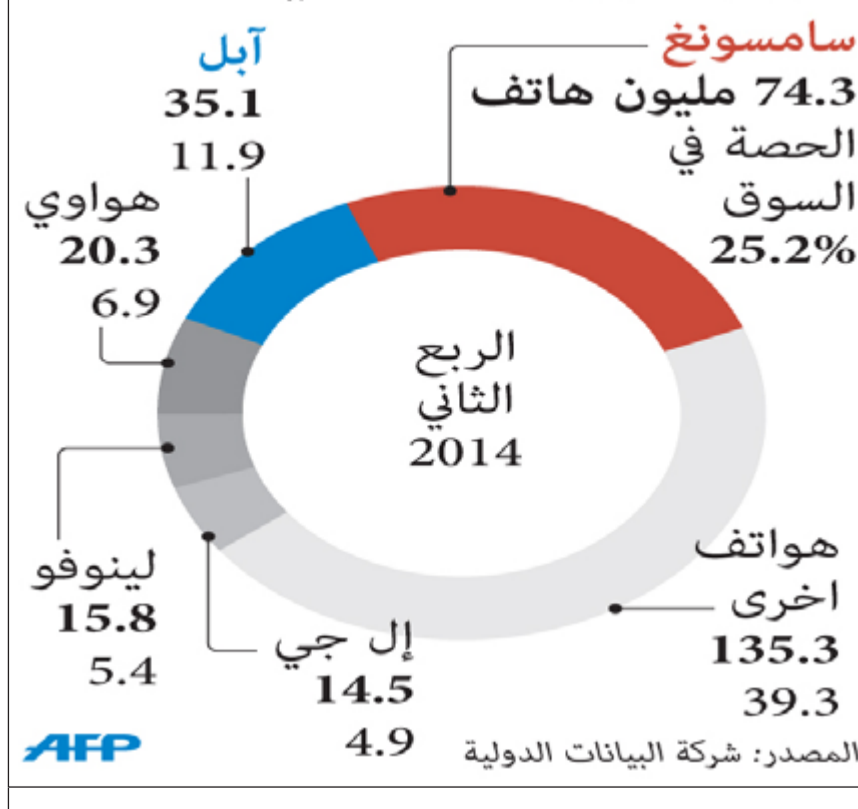 سامسونغ
74.3 مليون هاتف
الحصة في
السوق
25.2%
آبل
35.1
11.9
هواوي
20.3
6.9
الربع
الثاني
2014
لينوفو
15.8
5.4
إل جي
14.5
4.9
هواتف
اخرى
135.3
39.3
المصدر: شركة البيانات الدولية
AFP